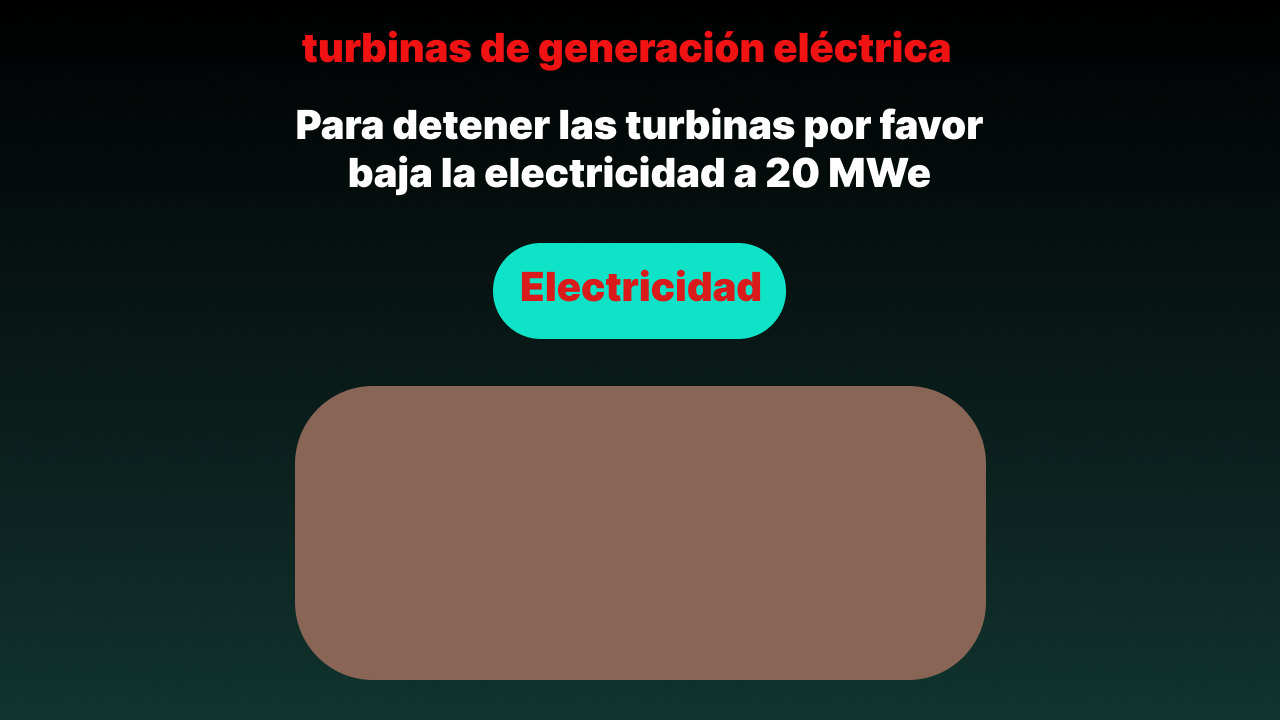 turbinas de generación eléctrica
Para detener las turbinas por favor
baja la electricidad a 20 MWe
Electricidad